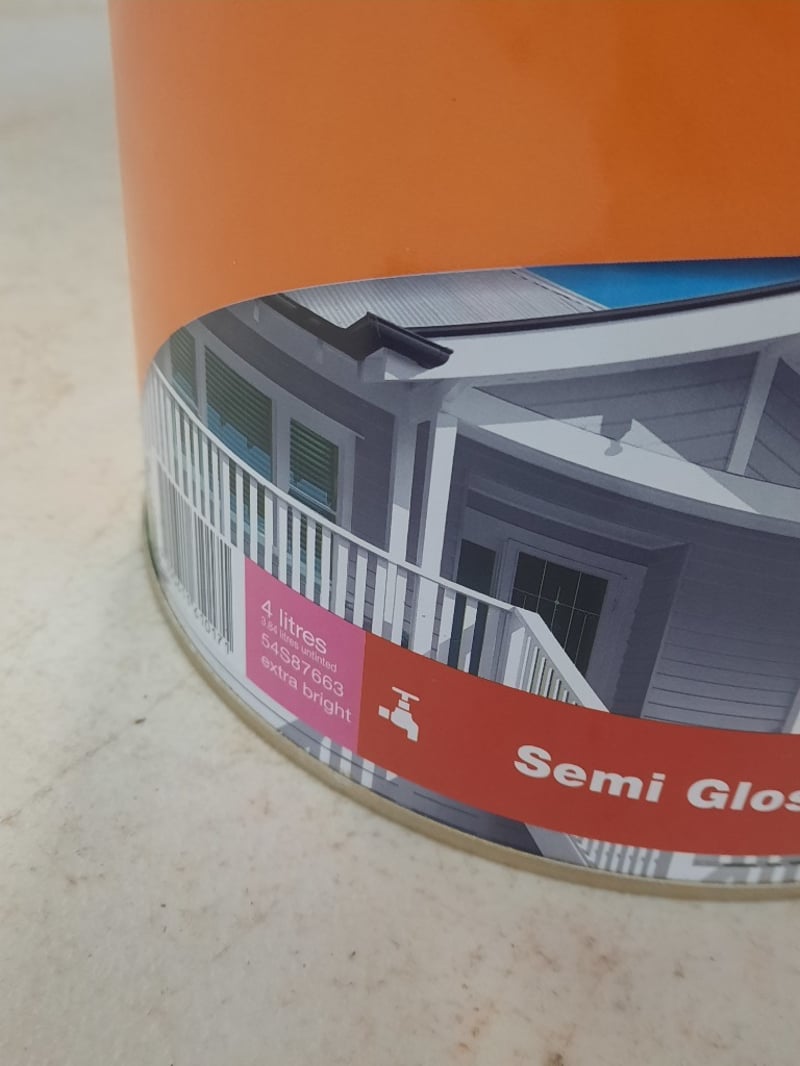 4 litres
3.84 litres untinted
54S87663
extra bright
Semi Glos